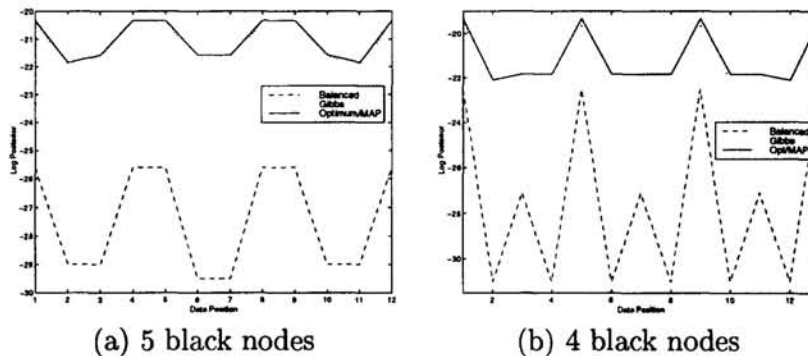 -20
-21
-22
-23
-24
-25
-26
-27
-28
-29
-30
Log Posterior
Balanced
Gibbs
Optimum/MAP
1 2 3 4 5 6 7 8 9 10 11 12
Data Position
(a) 5 black nodes
-20
-22
-24
-26
-28
-30
Log Posterior
Balanced
Gibbs
Opt/MAP
2 4 6 8 10 12
Data Position
(b) 4 black nodes